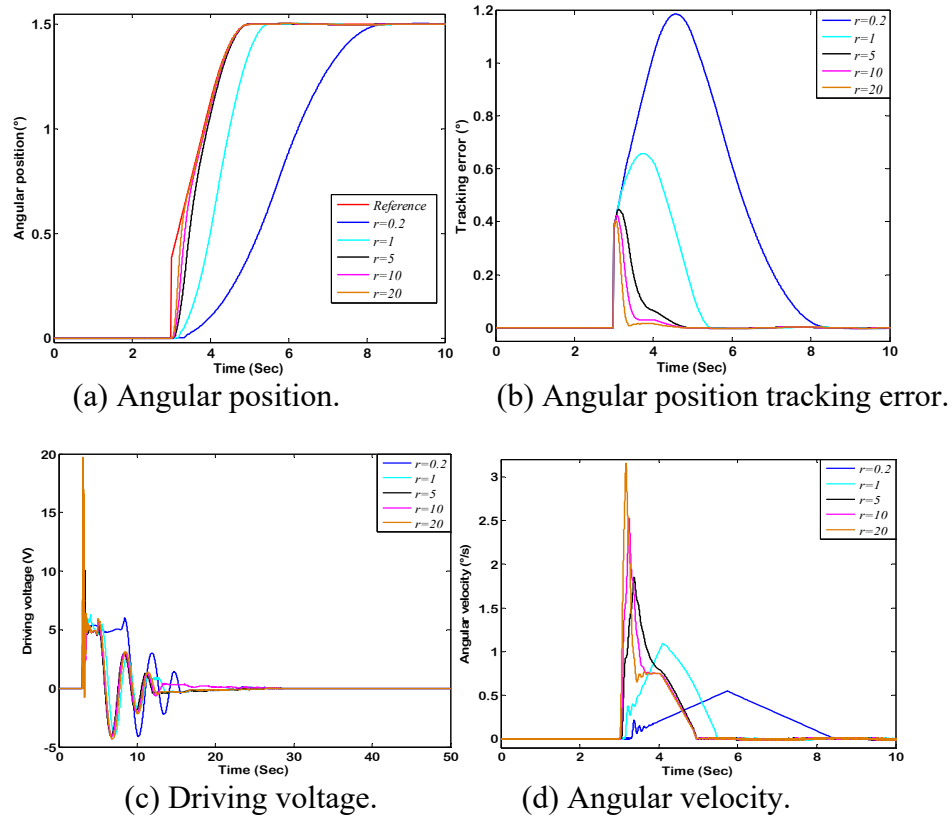 1.5
1
0.5
0
Angular position(°)
Reference
r=0.2
r=1
r=5
r=10
r=20
0 2 4 6 8 10
Time (Sec)
(a) Angular position.
1.2
1
0.8
0.6
0.4
0.2
0
Tracking eerror (°)
r=0.2
r=1
r=5
r=10
r=20
0 2 4 6 8 10
Time (Sec)
(b) Angular position tracking error.
20
15
10
5
0
-5
Driving voltage (V)
r=0.2
r=1
r=5
r=10
r=20
0 10 20 30 40 50
Time (Sec)
(c) Driving voltage.
3
2.5
2
1.5
1
0.5
0
Angular velocity (°/s)
r=0.2
r=1
r=5
r=10
r=20
0 2 4 6 8 10
Time (Sec)
(d) Angular velocity.